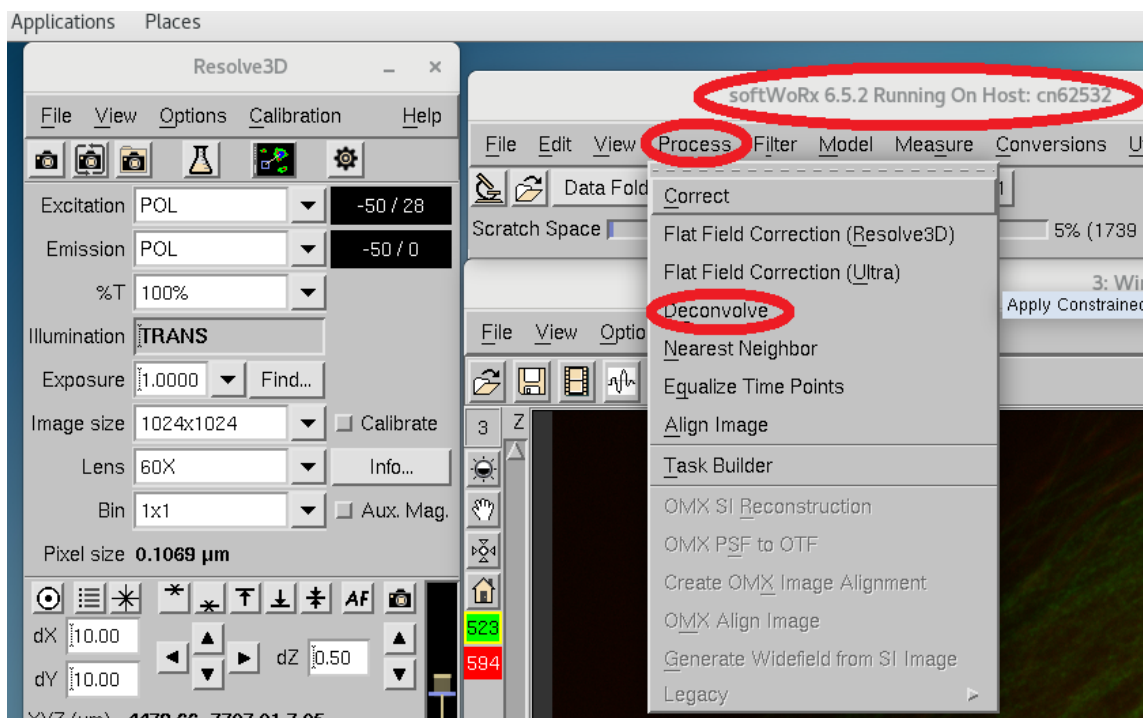 Applications Places
Resolve3D
File View Options Calibration Help
Excitation POL -50 / 28
Emission POL -50 / 0
%T 100%
Illumination TRANS
Exposure 1.0000 Find...
Image size 1024x1024 Calibrate
Lens 60X Info...
Bin 1x1 Aux. Mag.
Pixel size 0.1069 µm
AF
dX 10.00
dZ 0.50
dY 10.00
softWoRx 6.5.2 Running On Host: cn62532
File Edit View Process Filter Model Measure Conversions U
Data Fold 1
Scratch Space 5% (1739
3: Wi
File View Optio
3 Z
523
594
Correct
Flat Field Correction (Resolve3D)
Flat Field Correction (Ultra)
Deconvolve
Apply Constrained
Nearest Neighbor
Equalize Time Points
Align Image
Task Builder
OMX SI Reconstruction
OMX PSF to OTF
Create OMX Image Alignment
OMX Align Image
Generate Widefield from SI Image
Legacy